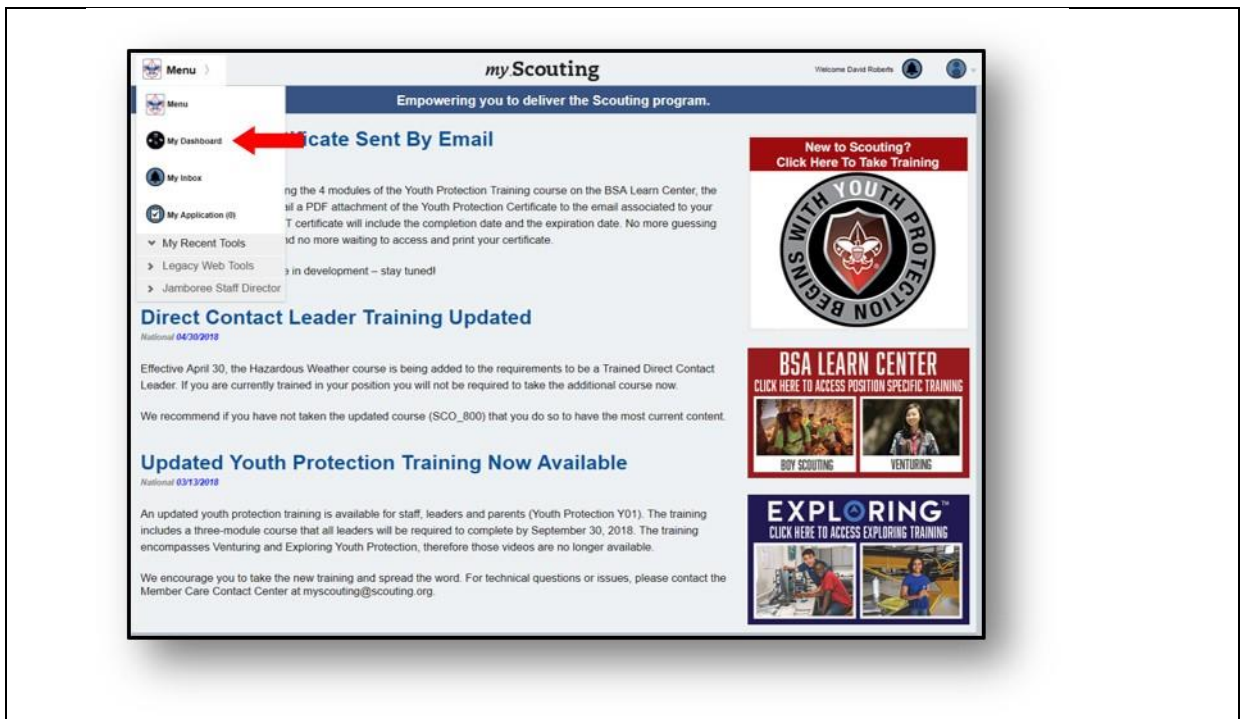 Menu
my.Scouting
Welcome David Roberts
Empowering you to deliver the Scouting program.
Menu
My Dashboard
My Inbox
My Application (0)
My Recent Tools
Legacy Web Tools
Jamboree Staff Director
ificate Sent By Email
ng the 4 modules of the Youth Protection Training course on the BSA Learn Center, the
ail a PDF attachment of the Youth Protection Certificate to the email associated to your
T certificate will include the completion date and the expiration date. No more guessing
nd no more waiting to access and print your certificate.
e in development – stay tuned!
Direct Contact Leader Training Updated
National 04/30/2018
Effective April 30, the Hazardous Weather course is being added to the requirements to be a Trained Direct Contact
Leader. If you are currently trained in your position you will not be required to take the additional course now.
We recommend if you have not taken the updated course (SCO_800) that you do so to have the most current content.
Updated Youth Protection Training Now Available
National 03/13/2018
An updated youth protection training is available for staff, leaders and parents (Youth Protection Y01). The training
includes a three-module course that all leaders will be required to complete by September 30, 2018. The training
encompasses Venturing and Exploring Youth Protection, therefore those videos are no longer available.
We encourage you to take the new training and spread the word. For technical questions or issues, please contact the
Member Care Contact Center at myscouting@scouting.org.
New to Scouting?
Click Here To Take Training
YOUTH PROTECTION BEGINS WITH YOU
BSA LEARN CENTER
CLICK HERE TO ACCESS POSITION SPECIFIC TRAINING
BOY SCOUTING
VENTURING
EXPLORING™
CLICK HERE TO ACCESS EXPLORING TRAINING